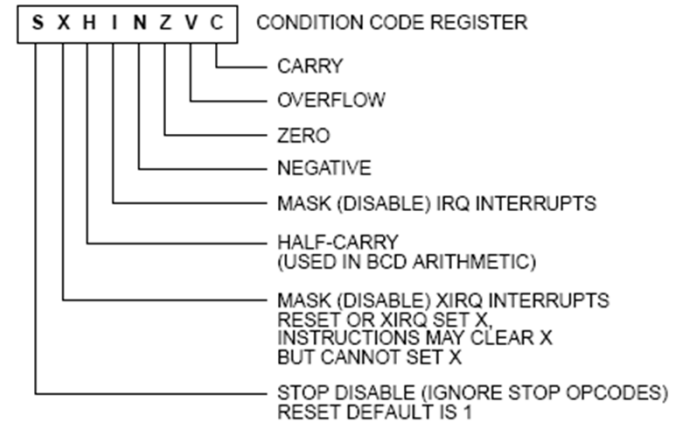 S X H I N Z V C CONDITION CODE REGISTER
CARRY
OVERFLOW
ZERO
NEGATIVE
MASK (DISABLE) IRQ INTERRUPTS
HALF-CARRY
(USED IN BCD ARITHMETIC)
MASK (DISABLE) XIRQ INTERRUPTS
RESET OR XIRQ SET X,
INSTRUCTIONS MAY CLEAR X
BUT CANNOT SET X
STOP DISABLE (IGNORE STOP OPCODES)
RESET DEFAULT IS 1